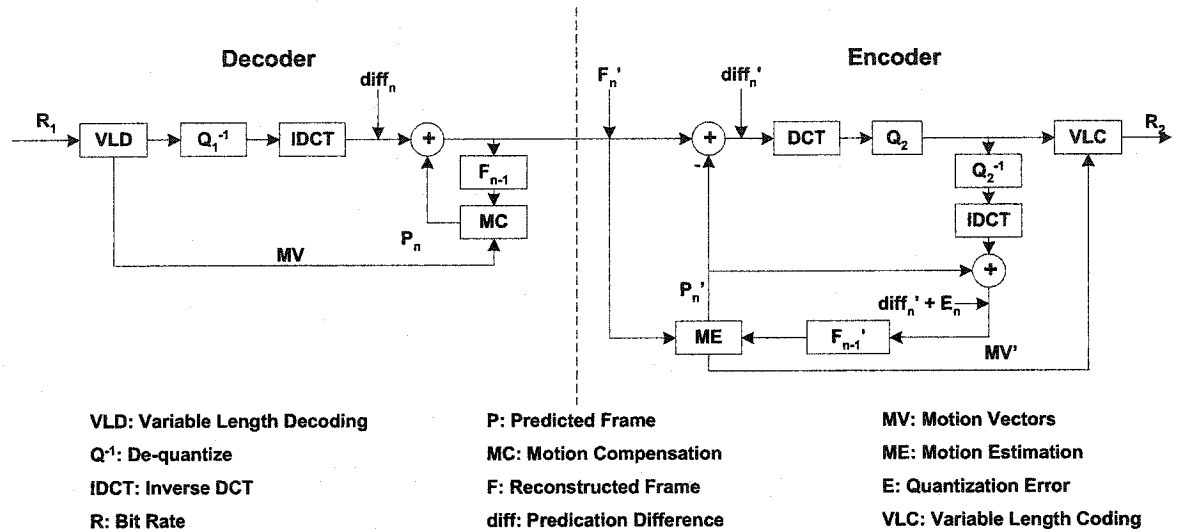 Decoder
Encoder
diffn
Fn'
diffn'
R1
VLD
Q1-1
IDCT
+
+
DCT
Q2
VLC
R2
-
Fn-1
Q2-1
MC
IDCT
Pn
MV
+
Pn'
diffn' + En
ME
Fn-1'
MV'
VLD: Variable Length Decoding
P: Predicted Frame
MV: Motion Vectors
Q-1: De-quantize
MC: Motion Compensation
ME: Motion Estimation
IDCT: Inverse DCT
F: Reconstructed Frame
E: Quantization Error
R: Bit Rate
diff: Predication Difference
VLC: Variable Length Coding